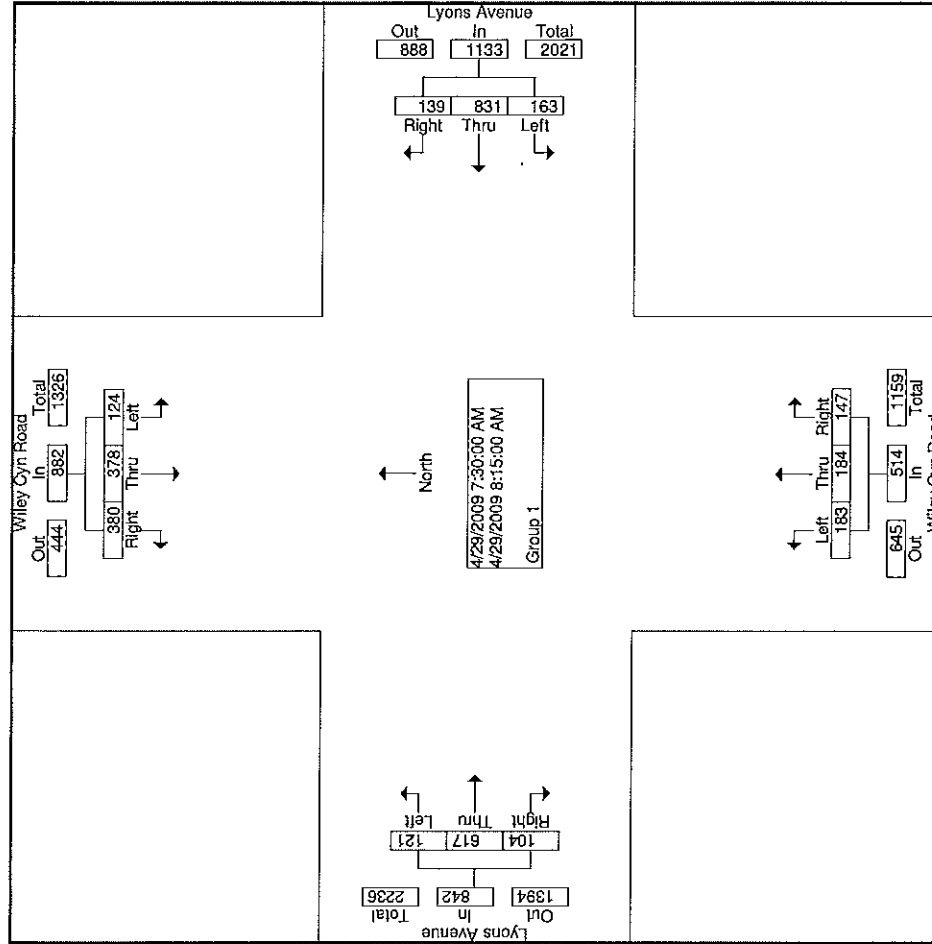 Lyons Avenue
Out In Total
888 1133 2021
139 831 163
Right Thru Left
Wiley Cyn Road
Out In Total
444 882 1326
380 378 124
Right Thru Left
North
4/29/2009 7:30:00 AM
4/29/2009 8:15:00 AM
Group 1
Left Thru Right
183 184 147
645 514 1159
Out In Total
Wiley Cyn Road
Left Thru Right
121 617 104
Total In Out
2236 842 1394
Lyons Avenue